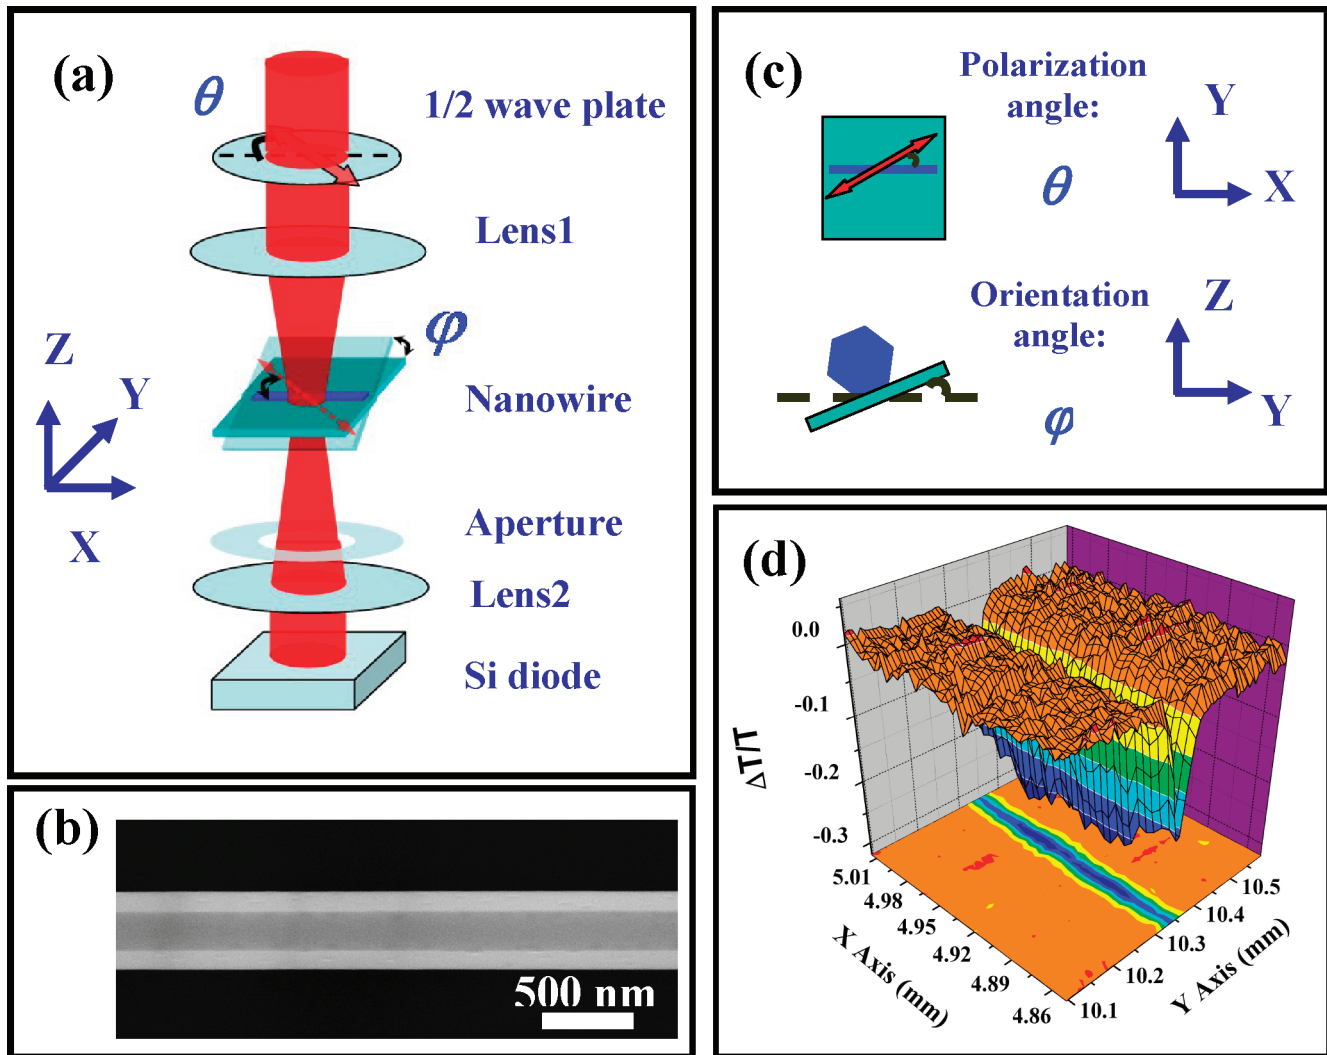 (a)
θ
1/2 wave plate
Lens1
φ
Z
Y
Nanowire
X
Aperture
Lens2
Si diode
(b)
500 nm
(c)
Polarization
angle:
θ
Y
X
Orientation
angle:
φ
Z
Y
(d)
0.0
-0.1
-0.2
-0.3
ΔT/T
5.01
4.98
4.95
4.92
4.89
4.86
X Axis (mm)
10.1
10.2
10.3
10.4
10.5
Y Axis (mm)